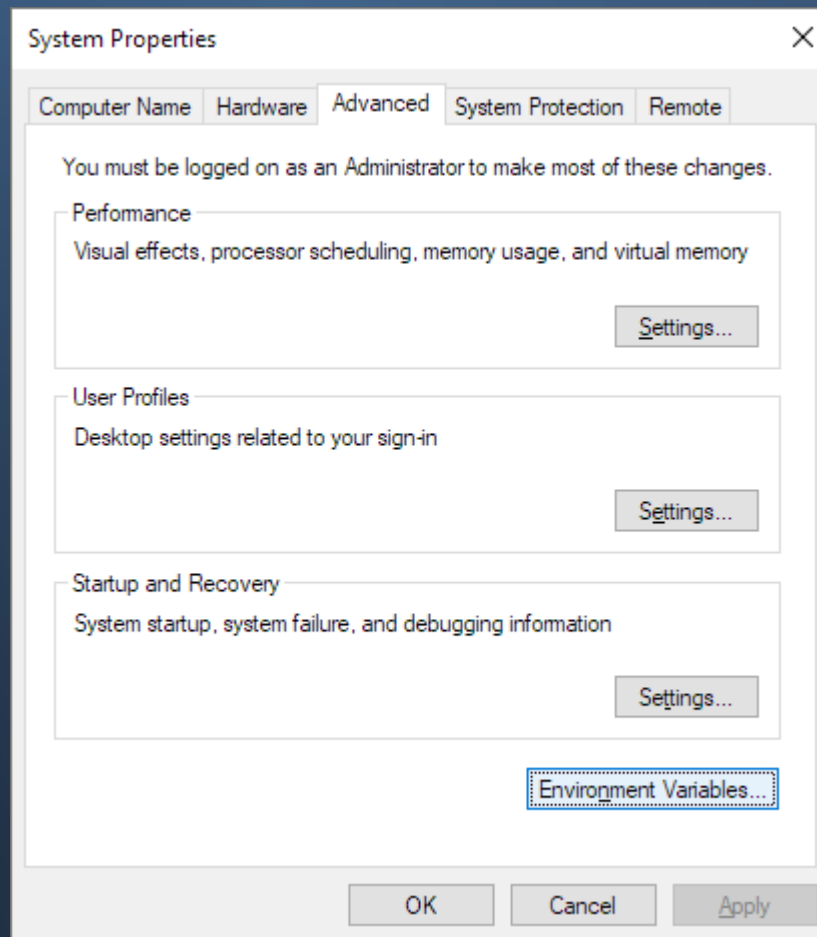 System Properties
Computer Name Hardware Advanced System Protection Remote
You must be logged on as an Administrator to make most of these changes.
Performance
Visual effects, processor scheduling, memory usage, and virtual memory
Settings...
User Profiles
Desktop settings related to your sign-in
Settings...
Startup and Recovery
System startup, system failure, and debugging information
Settings...
Environment Variables...
OK Cancel Apply